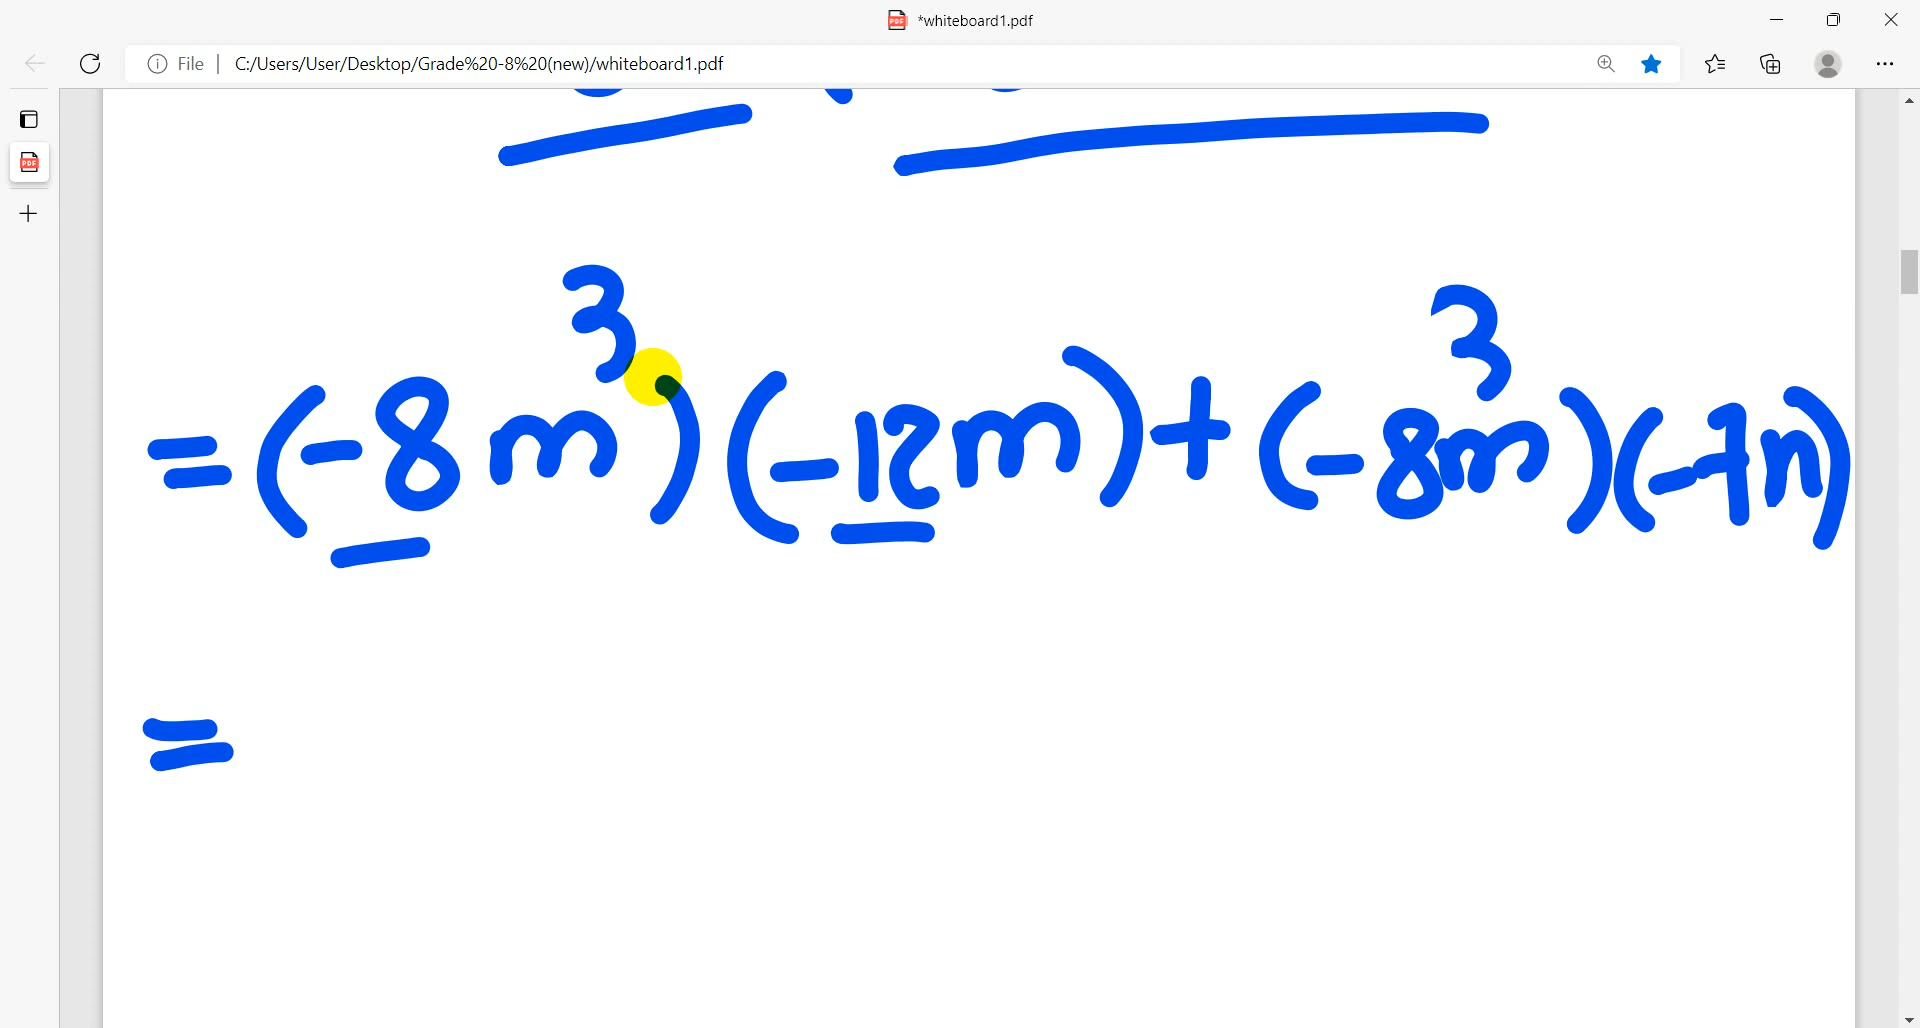 *whiteboard1.pdf
File | C:/Users/User/Desktop/Grade%20-8%20(new)/whiteboard1.pdf
= (-8m³)(-12m) + (-8m³)(-7n)
=